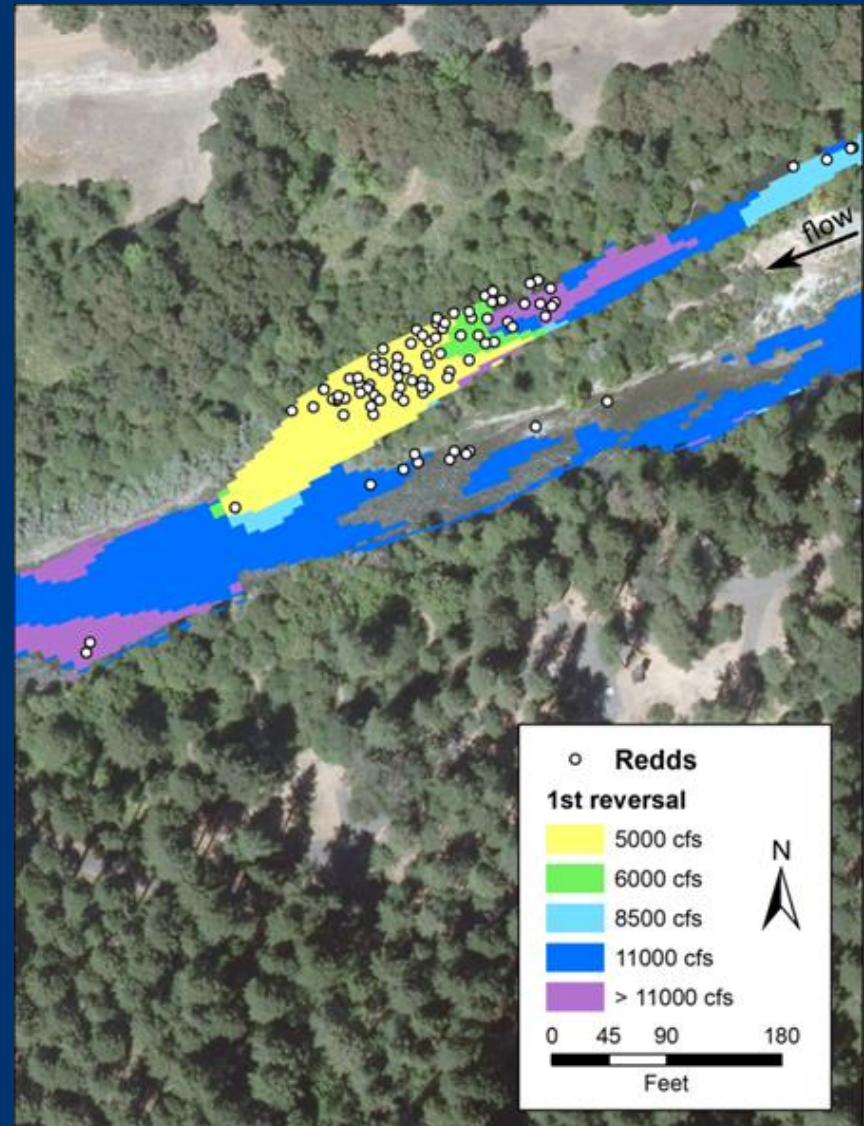 flow
Redds
1st reversal
5000 cfs
6000 cfs
8500 cfs
11000 cfs
> 11000 cfs
N
0 45 90 180
Feet